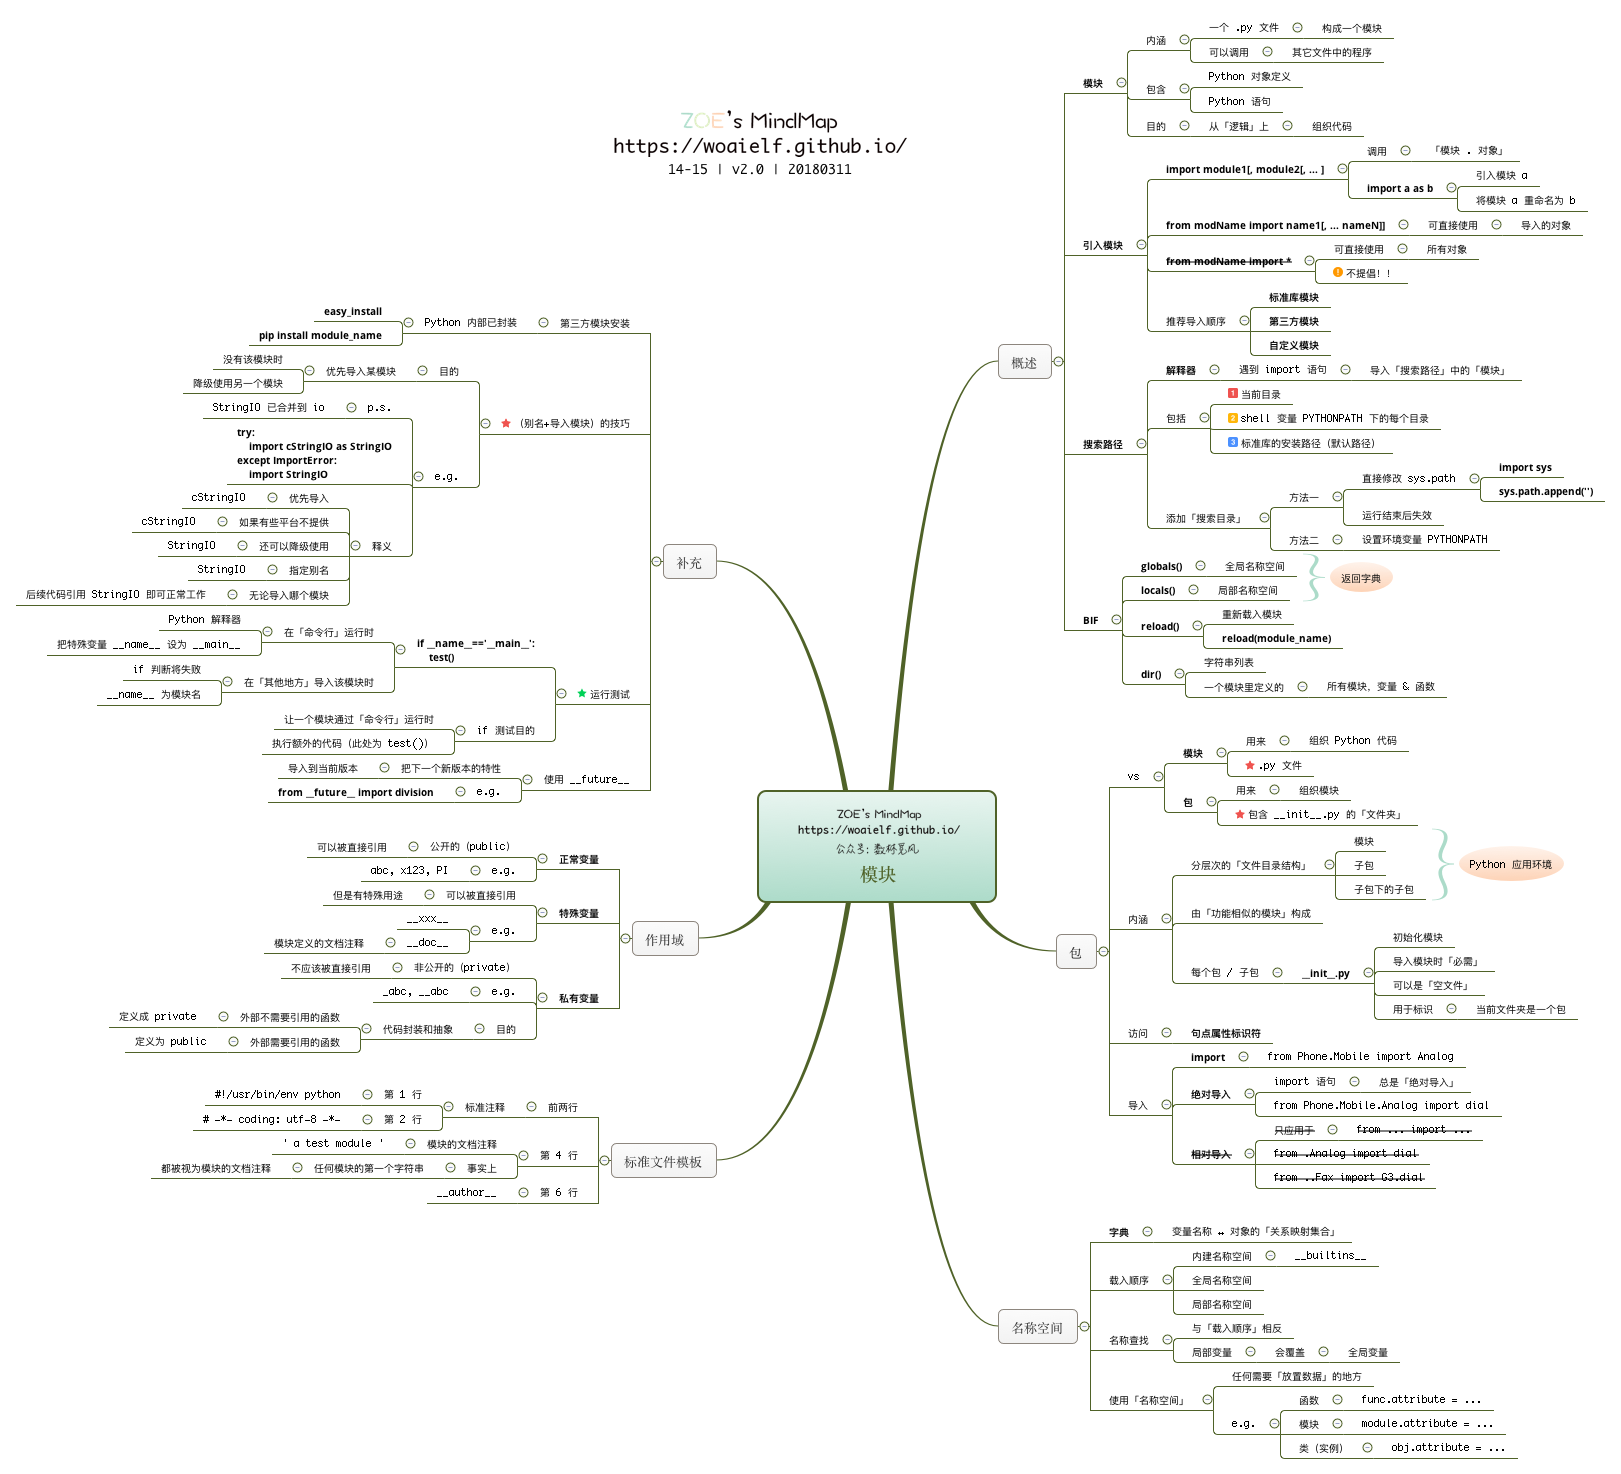 ZOE's MindMap
https://woaielf.github.io/
14-15 | v2.0 | 20180311
ZOE's MindMap
https://woaielf.github.io/
公众号: 数标觅风
模块
概述
模块
内涵
一个 .py 文件 构成一个模块
可以调用 其它文件中的程序
包含
Python 对象定义
Python 语句
目的 从「逻辑」上 组织代码
引入模块
import module1[, module2[, ... ]
调用 「模块 . 对象」
import a as b
引入模块 a
将模块 a 重命名为 b
from modName import name1[, ... nameN]] 可直接使用 导入的对象
from modName import *
可直接使用 所有对象
不提倡！！
推荐导入顺序
标准库模块
第三方模块
自定义模块
搜索路径
解释器 遇到 import 语句 导入「搜索路径」中的「模块」
包括
1 当前目录
2 shell 变量 PYTHONPATH 下的每个目录
3 标准库的安装路径（默认路径）
添加「搜索目录」
方法一
直接修改 sys.path
import sys
sys.path.append('')
运行结束后失效
方法二 设置环境变量 PYTHONPATH
BIF
globals() 全局名称空间
locals() 局部名称空间
返回字典
reload()
重新载入模块
reload(module_name)
dir()
字符串列表
一个模块里定义的 所有模块，变量 & 函数
包
vs
模块
用来 组织 Python 代码
.py 文件
包
用来 组织模块
包含 __init__.py 的「文件夹」
内涵
分层次的「文件目录结构」
模块
子包
子包下的子包
Python 应用环境
由「功能相似的模块」构成
每个包 / 子包 __init__.py
初始化模块
导入模块时「必需」
可以是「空文件」
用于标识 当前文件夹是一个包
访问 句点属性标识符
导入
import from Phone.Mobile import Analog
绝对导入
import 语句 总是「绝对导入」
from Phone.Mobile.Analog import dial
相对导入
只应用于 from ... import ...
from .Analog import dial
from ..Fax import G3.dial
名称空间
字典 变量名称 ↔ 对象的「关系映射集合」
载入顺序
内建名称空间 __builtins__
全局名称空间
局部名称空间
名称查找
与「载入顺序」相反
局部变量 会覆盖 全局变量
使用「名称空间」
任何需要「放置数据」的地方
e.g.
函数 func.attribute = ...
模块 module.attribute = ...
类（实例） obj.attribute = ...
补充
第三方模块安装
Python 内部已封装
easy_install
pip install module_name
（别名+导入模块）的技巧
目的
优先导入某模块
没有该模块时
降级使用另一个模块
e.g.
p.s. StringIO 已合并到 io
try:
import cStringIO as StringIO
except ImportError:
import StringIO
释义
优先导入 cStringIO
如果有些平台不提供 cStringIO
还可以降级使用 StringIO
指定别名 StringIO
无论导入哪个模块 后续代码引用 StringIO 即可正常工作
运行测试
if __name__=='__main__':
test()
在「命令行」运行时
Python 解释器
把特殊变量 __name__ 设为 __main__
在「其他地方」导入该模块时
if 判断将失败
__name__ 为模块名
if 测试目的
让一个模块通过「命令行」运行时
执行额外的代码（此处为 test()）
使用 __future__
把下一个新版本的特性 导入到当前版本
e.g. from __future__ import division
作用域
正常变量
公开的（public） 可以被直接引用
e.g. abc, x123, PI
特殊变量
可以被直接引用 但是有特殊用途
e.g.
__xxx__
__doc__ 模块定义的文档注释
私有变量
非公开的（private） 不应该被直接引用
e.g. _abc, __abc
目的 代码封装和抽象
外部不需要引用的函数 定义成 private
外部需要引用的函数 定义为 public
标准文件模板
前两行 标准注释
第 1 行 #!/usr/bin/env python
第 2 行 # -*- coding: utf-8 -*-
第 4 行
模块的文档注释 ' a test module '
事实上 任何模块的第一个字符串 都被视为模块的文档注释
第 6 行 __author__